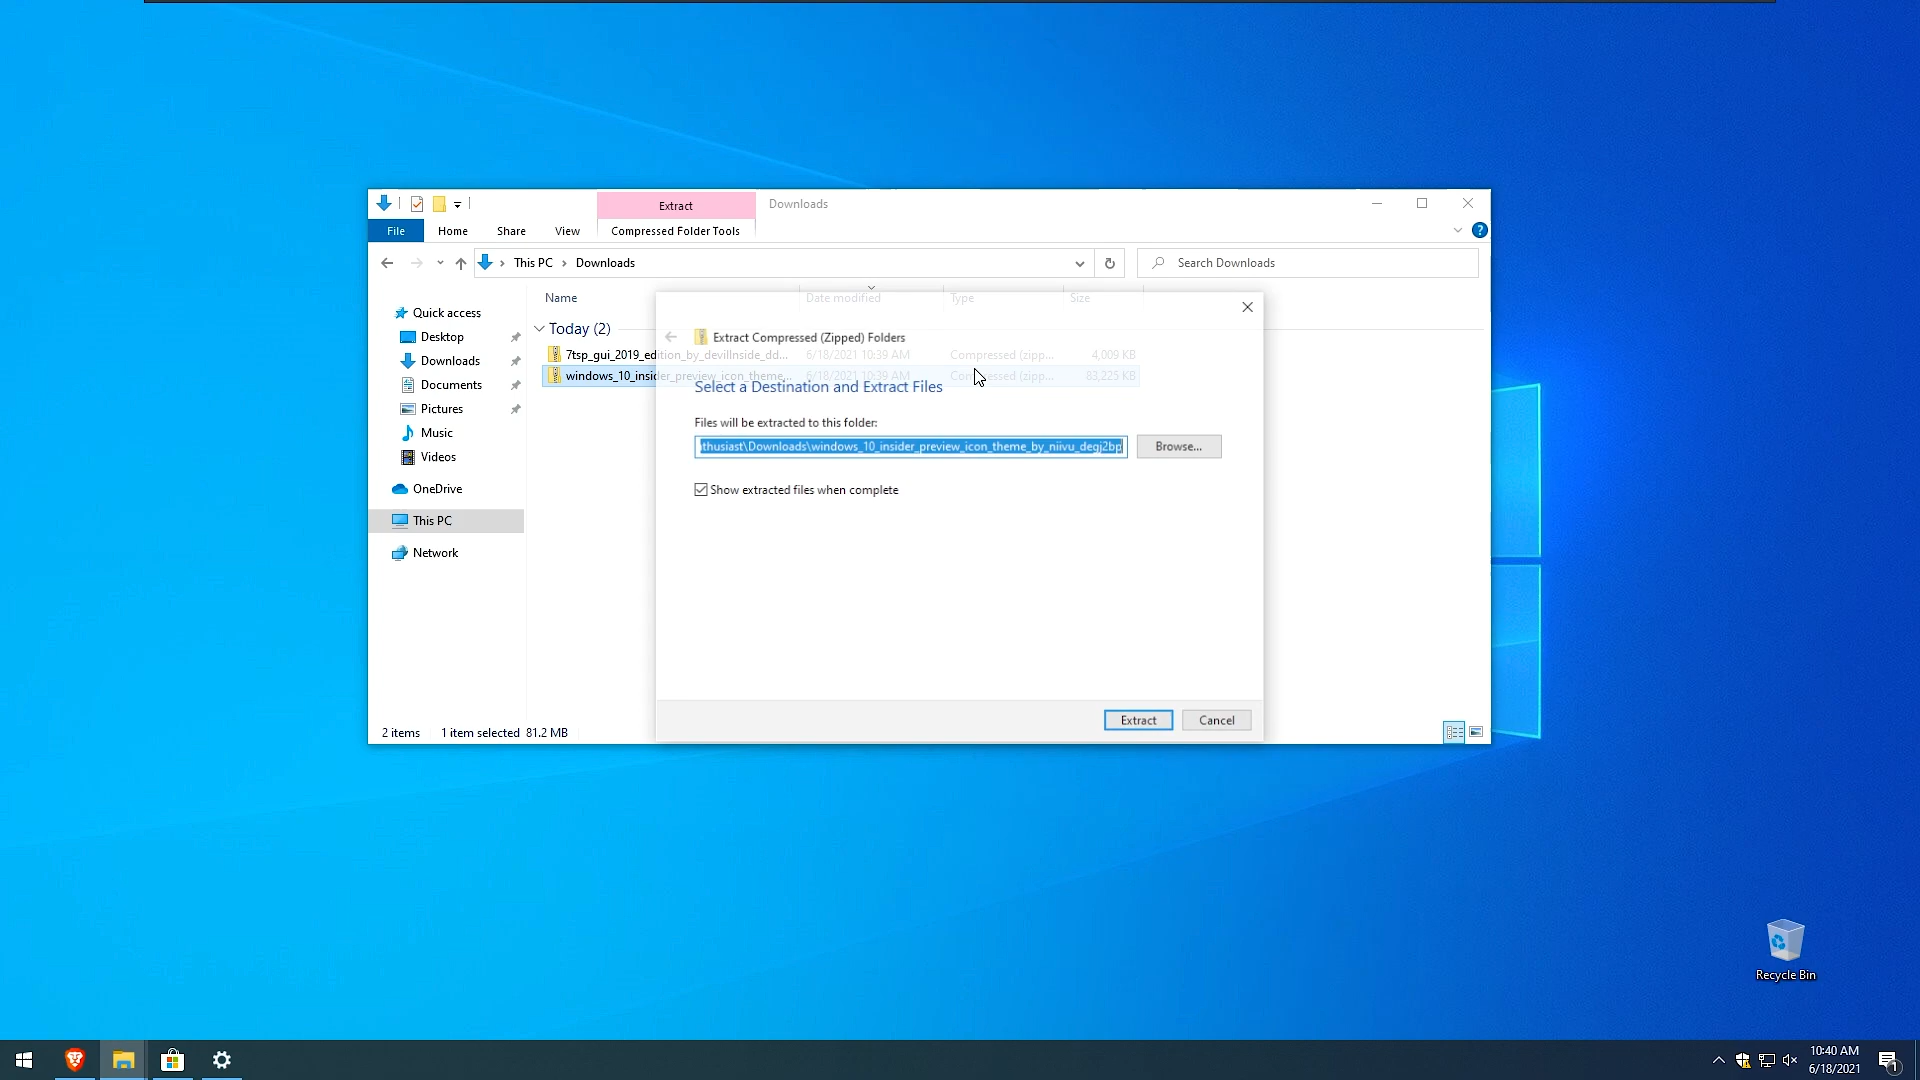 Extract
Downloads
File
Home
Share
View
Compressed Folder Tools
?
This PC
Downloads
Search Downloads
Name
Date modified
Type
Size
Quick access
Desktop
Downloads
Documents
Pictures
Music
Videos
OneDrive
This PC
Network
Today (2)
7tsp_gui_2019_edition_by_devillnside_dd...
6/18/2021 10:39 AM
Compressed (zipp...
4,009 KB
windows_10_insider_preview_icon_theme_...
6/18/2021 10:39 AM
Compressed (zipp...
83,225 KB
Extract Compressed (Zipped) Folders
Select a Destination and Extract Files
Files will be extracted to this folder:
thusiast\Downloads\windows_10_insider_preview_icon_theme_by_niivu_degj2bp
Browse...
Show extracted files when complete
Extract
Cancel
2 items
1 item selected 81.2 MB
Recycle Bin
10:40 AM
6/18/2021
1